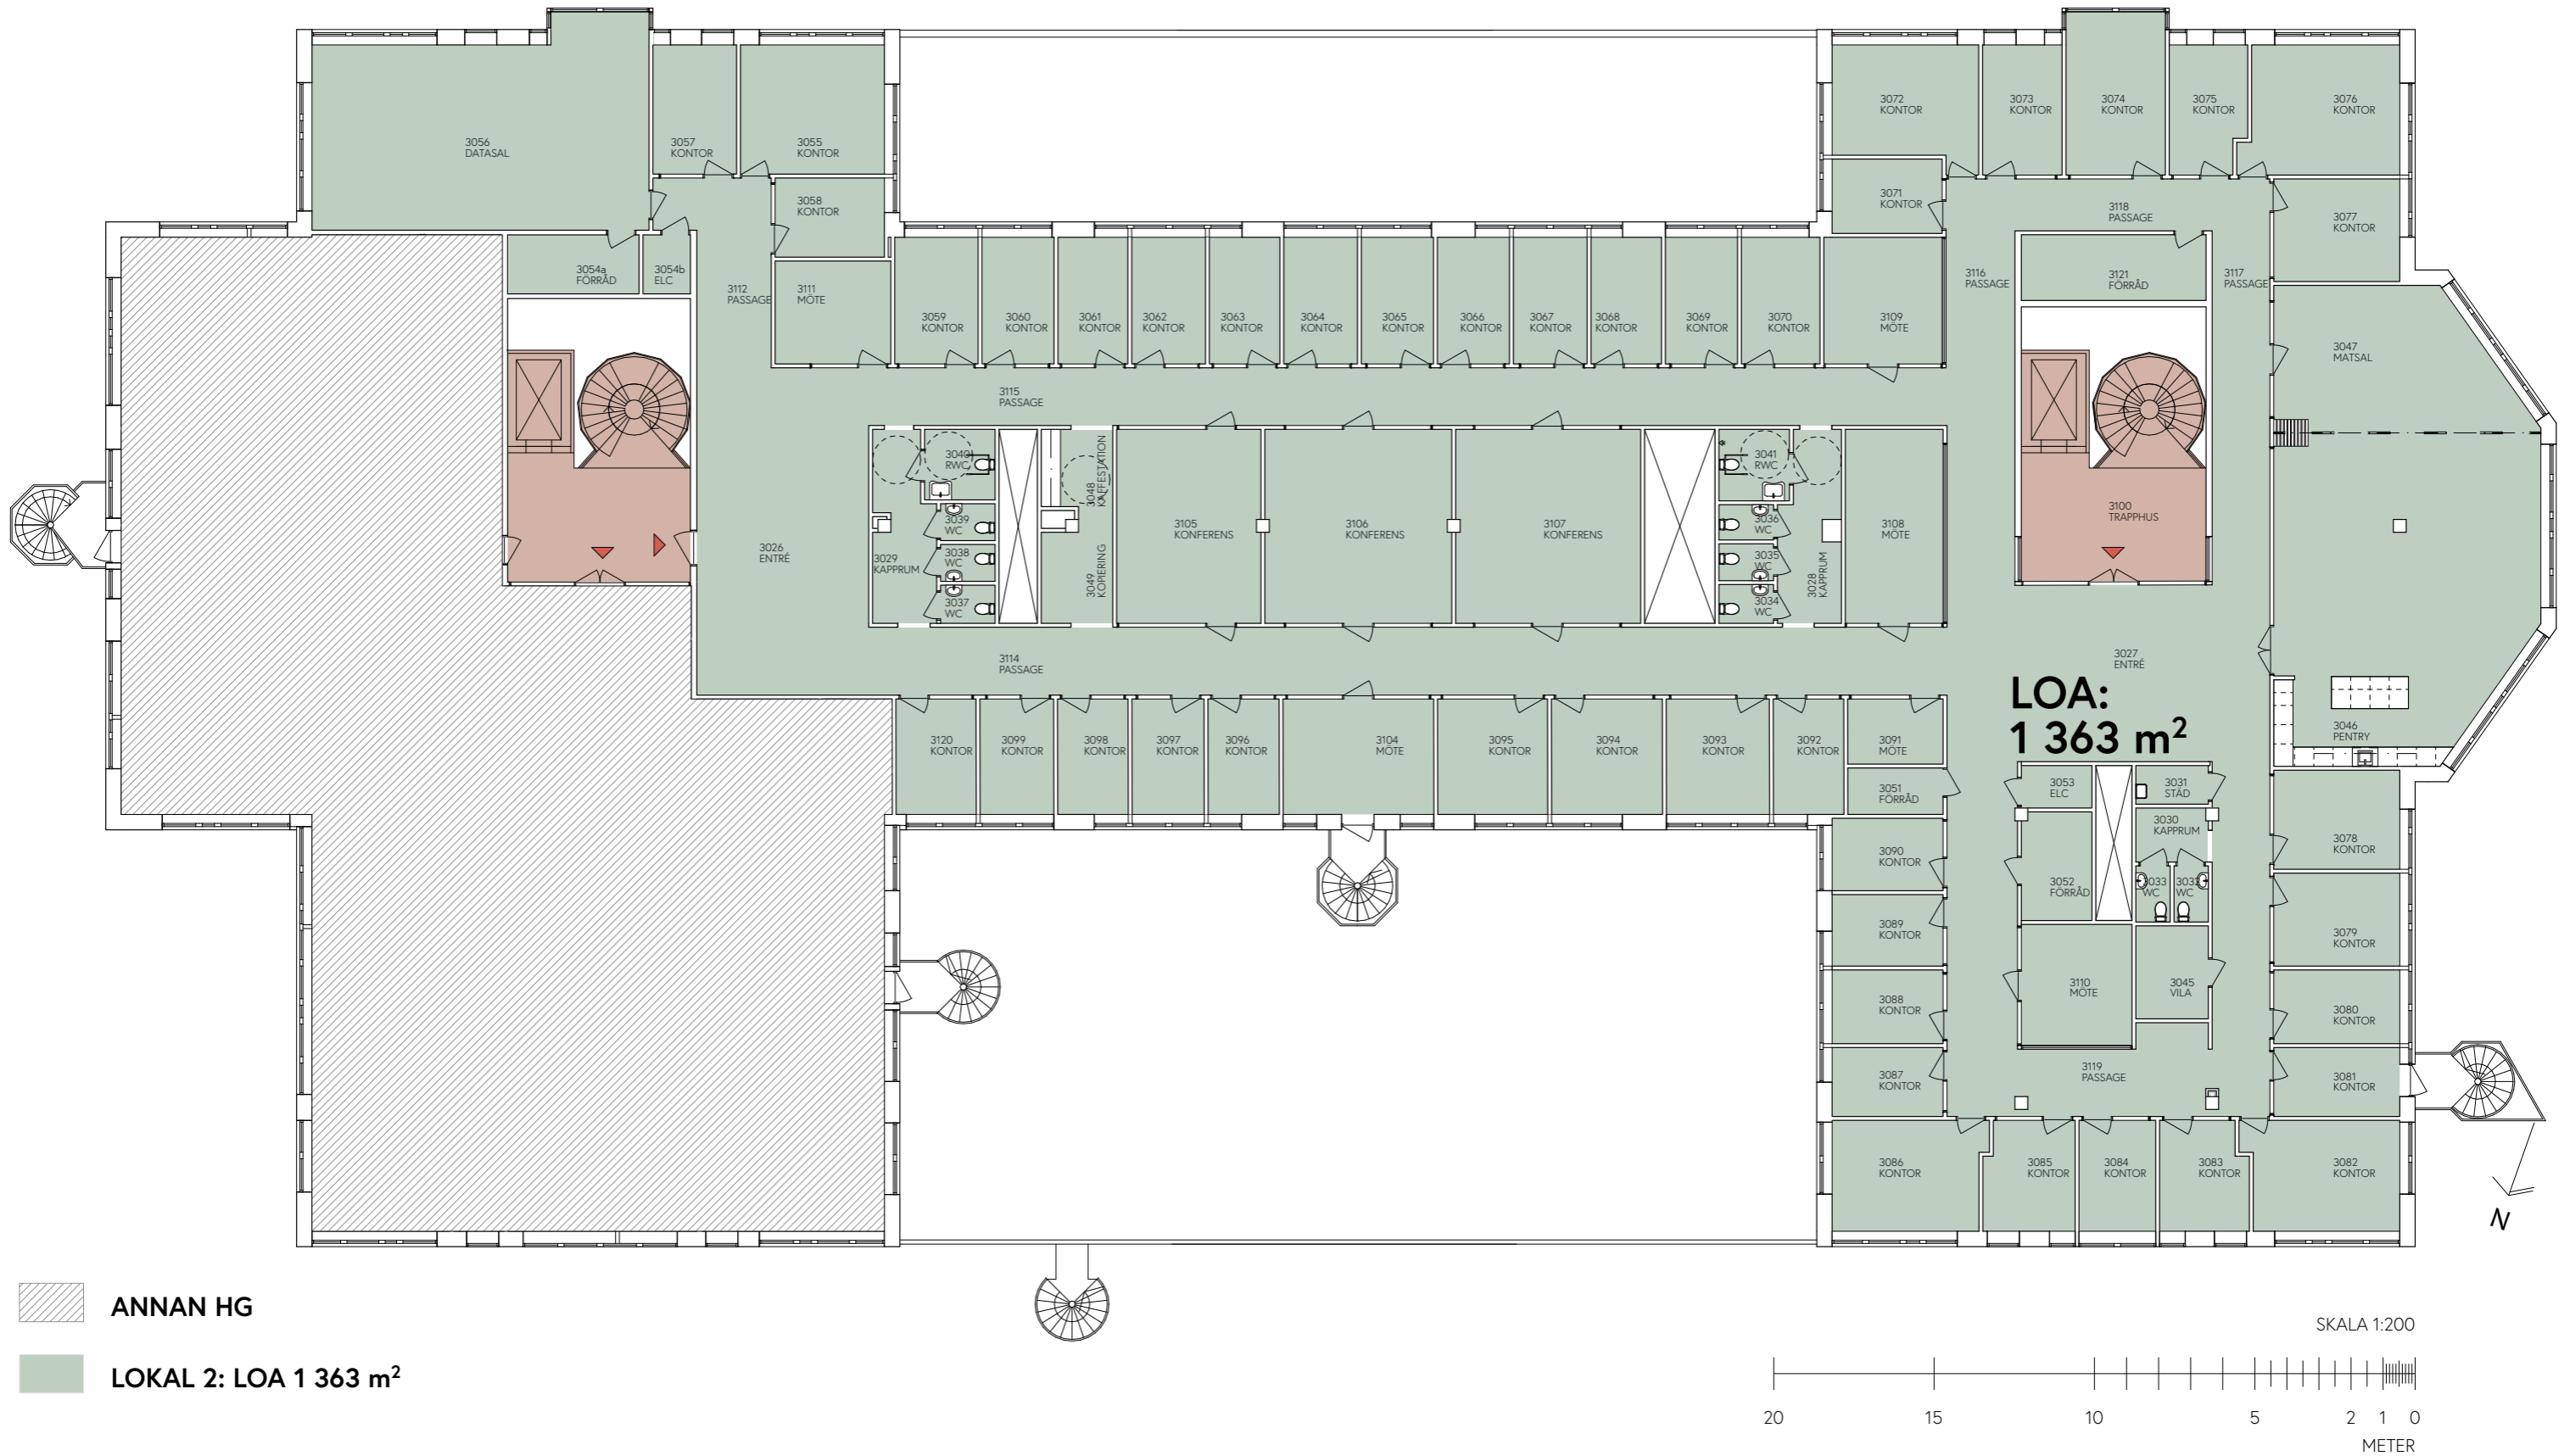 3056
DATASAL
3057
KONTOR
3055
KONTOR
3058
KONTOR
3054a
FÖRRÅD
3054b
ELC
3112
PASSAGE
3111
MÖTE
3059
KONTOR
3060
KONTOR
3061
KONTOR
3062
KONTOR
3063
KONTOR
3064
KONTOR
3065
KONTOR
3066
KONTOR
3067
KONTOR
3068
KONTOR
3069
KONTOR
3070
KONTOR
3109
MÖTE
3072
KONTOR
3073
KONTOR
3074
KONTOR
3075
KONTOR
3076
KONTOR
3071
KONTOR
3118
PASSAGE
3077
KONTOR
3116
PASSAGE
3121
FÖRRÅD
3117
PASSAGE
3047
MATSAL
3115
PASSAGE
3040
RWC
3039
WC
3038
WC
3037
WC
3029
KAPPRUM
3048
KAFFESTATION
3049
KOPIERING
3105
KONFERENS
3106
KONFERENS
3107
KONFERENS
3041
RWC
3036
WC
3035
WC
3034
WC
3028
KAPPRUM
3108
MÖTE
3100
TRAPPHUS
3026
ENTRÉ
3114
PASSAGE
3027
ENTRÉ
LOA:
1 363 m²
3046
PENTRY
3120
KONTOR
3099
KONTOR
3098
KONTOR
3097
KONTOR
3096
KONTOR
3104
MÖTE
3095
KONTOR
3094
KONTOR
3093
KONTOR
3092
KONTOR
3091
MÖTE
3051
FÖRRÅD
3053
ELC
3031
STÄD
3030
KAPPRUM
3052
FÖRRÅD
3033
WC
3032
WC
3078
KONTOR
3090
KONTOR
3089
KONTOR
3079
KONTOR
3088
KONTOR
3110
MÖTE
3045
VILA
3080
KONTOR
3087
KONTOR
3119
PASSAGE
3081
KONTOR
3086
KONTOR
3085
KONTOR
3084
KONTOR
3083
KONTOR
3082
KONTOR
N
ANNAN HG
LOKAL 2: LOA 1 363 m²
SKALA 1:200
20 15 10 5 2 1 0
METER